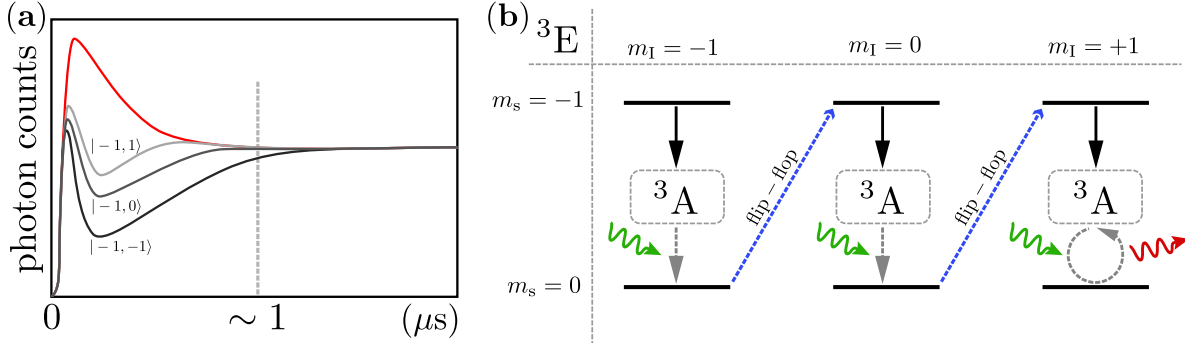 (a)
photon counts
|−1, 1⟩
|−1, 0⟩
|−1, −1⟩
0
∼ 1
(μs)
(b)
³E
m_I = −1
m_I = 0
m_I = +1
m_s = −1
³A
flip−flop
³A
flip−flop
³A
m_s = 0